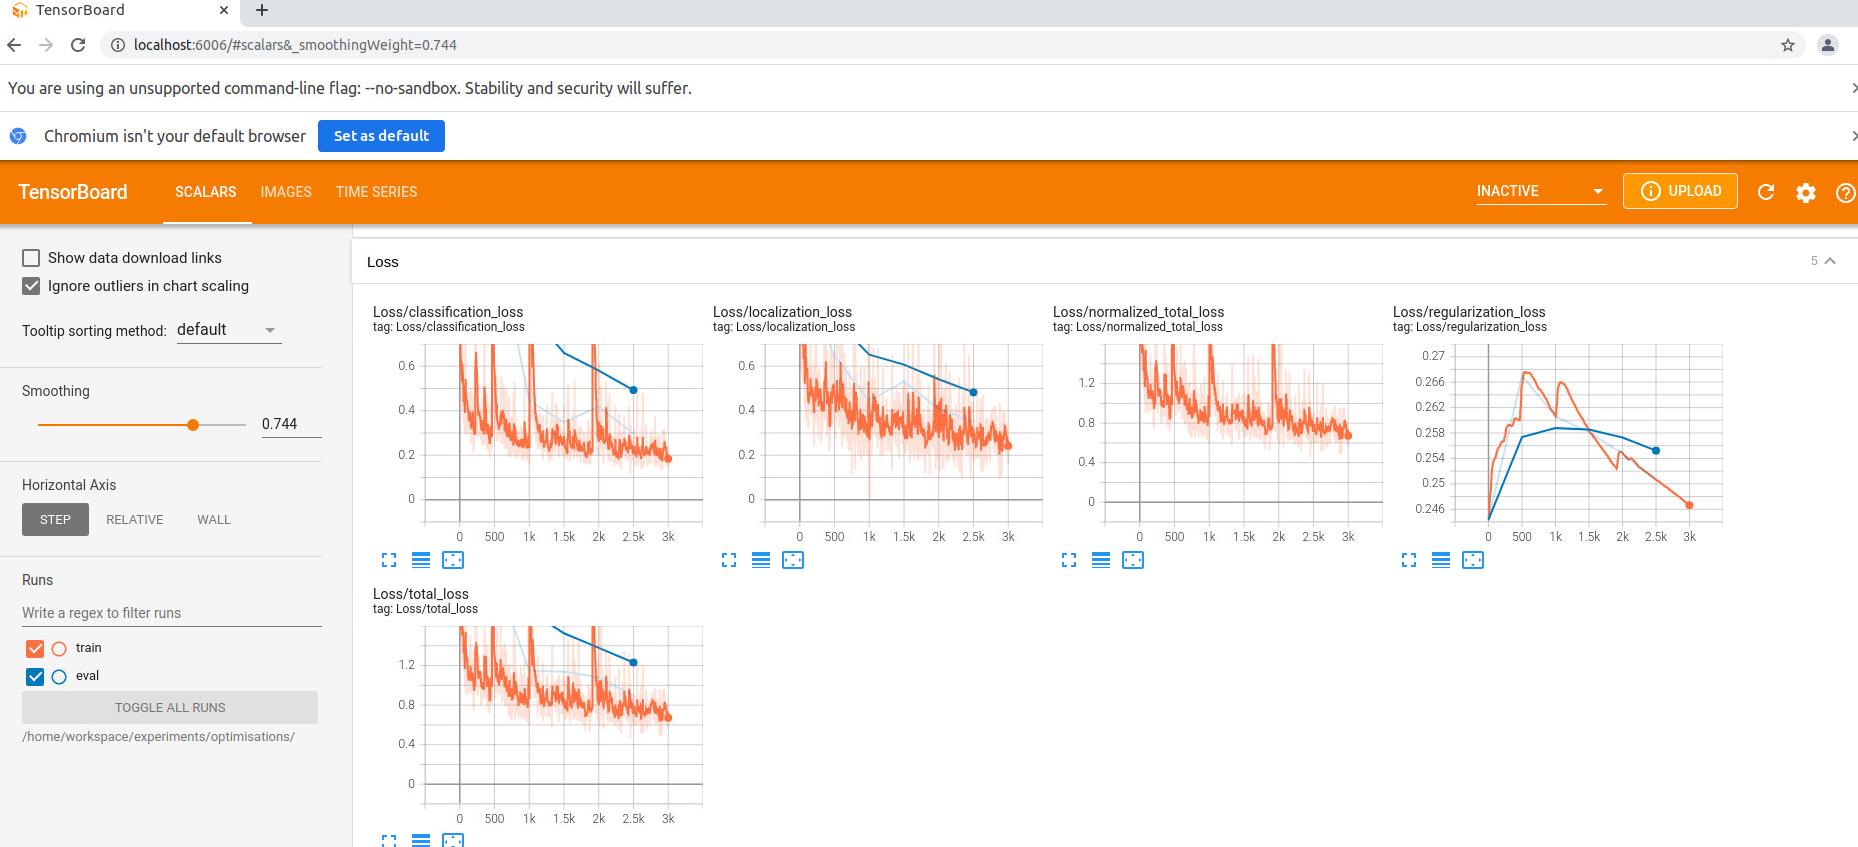 TensorBoard
localhost:6006/#scalars&_smoothingWeight=0.744
You are using an unsupported command-line flag: --no-sandbox. Stability and security will suffer.
Chromium isn't your default browser Set as default
TensorBoard SCALARS IMAGES TIME SERIES INACTIVE UPLOAD
Show data download links
Ignore outliers in chart scaling
Tooltip sorting method: default
Smoothing
0.744
Horizontal Axis
STEP RELATIVE WALL
Runs
Write a regex to filter runs
train
eval
TOGGLE ALL RUNS
/home/workspace/experiments/optimisations/
Loss 5
Loss/classification_loss
tag: Loss/classification_loss
0.6
0.4
0.2
0
0 500 1k 1.5k 2k 2.5k 3k
Loss/localization_loss
tag: Loss/localization_loss
0.6
0.4
0.2
0
0 500 1k 1.5k 2k 2.5k 3k
Loss/normalized_total_loss
tag: Loss/normalized_total_loss
1.2
0.8
0.4
0
0 500 1k 1.5k 2k 2.5k 3k
Loss/regularization_loss
tag: Loss/regularization_loss
0.27
0.266
0.262
0.258
0.254
0.25
0.246
0 500 1k 1.5k 2k 2.5k 3k
Loss/total_loss
tag: Loss/total_loss
1.2
0.8
0.4
0
0 500 1k 1.5k 2k 2.5k 3k